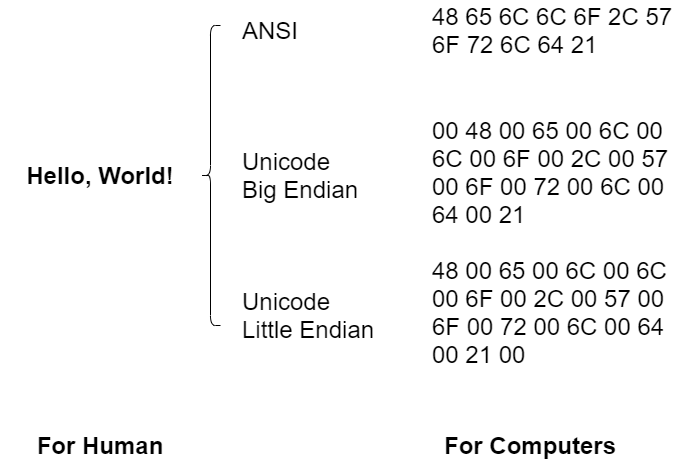 Hello, World!
ANSI
48 65 6C 6C 6F 2C 57
6F 72 6C 64 21
Unicode
Big Endian
00 48 00 65 00 6C 00
6C 00 6F 00 2C 00 57
00 6F 00 72 00 6C 00
64 00 21
Unicode
Little Endian
48 00 65 00 6C 00 6C
00 6F 00 2C 00 57 00
6F 00 72 00 6C 00 64
00 21 00
For Human
For Computers